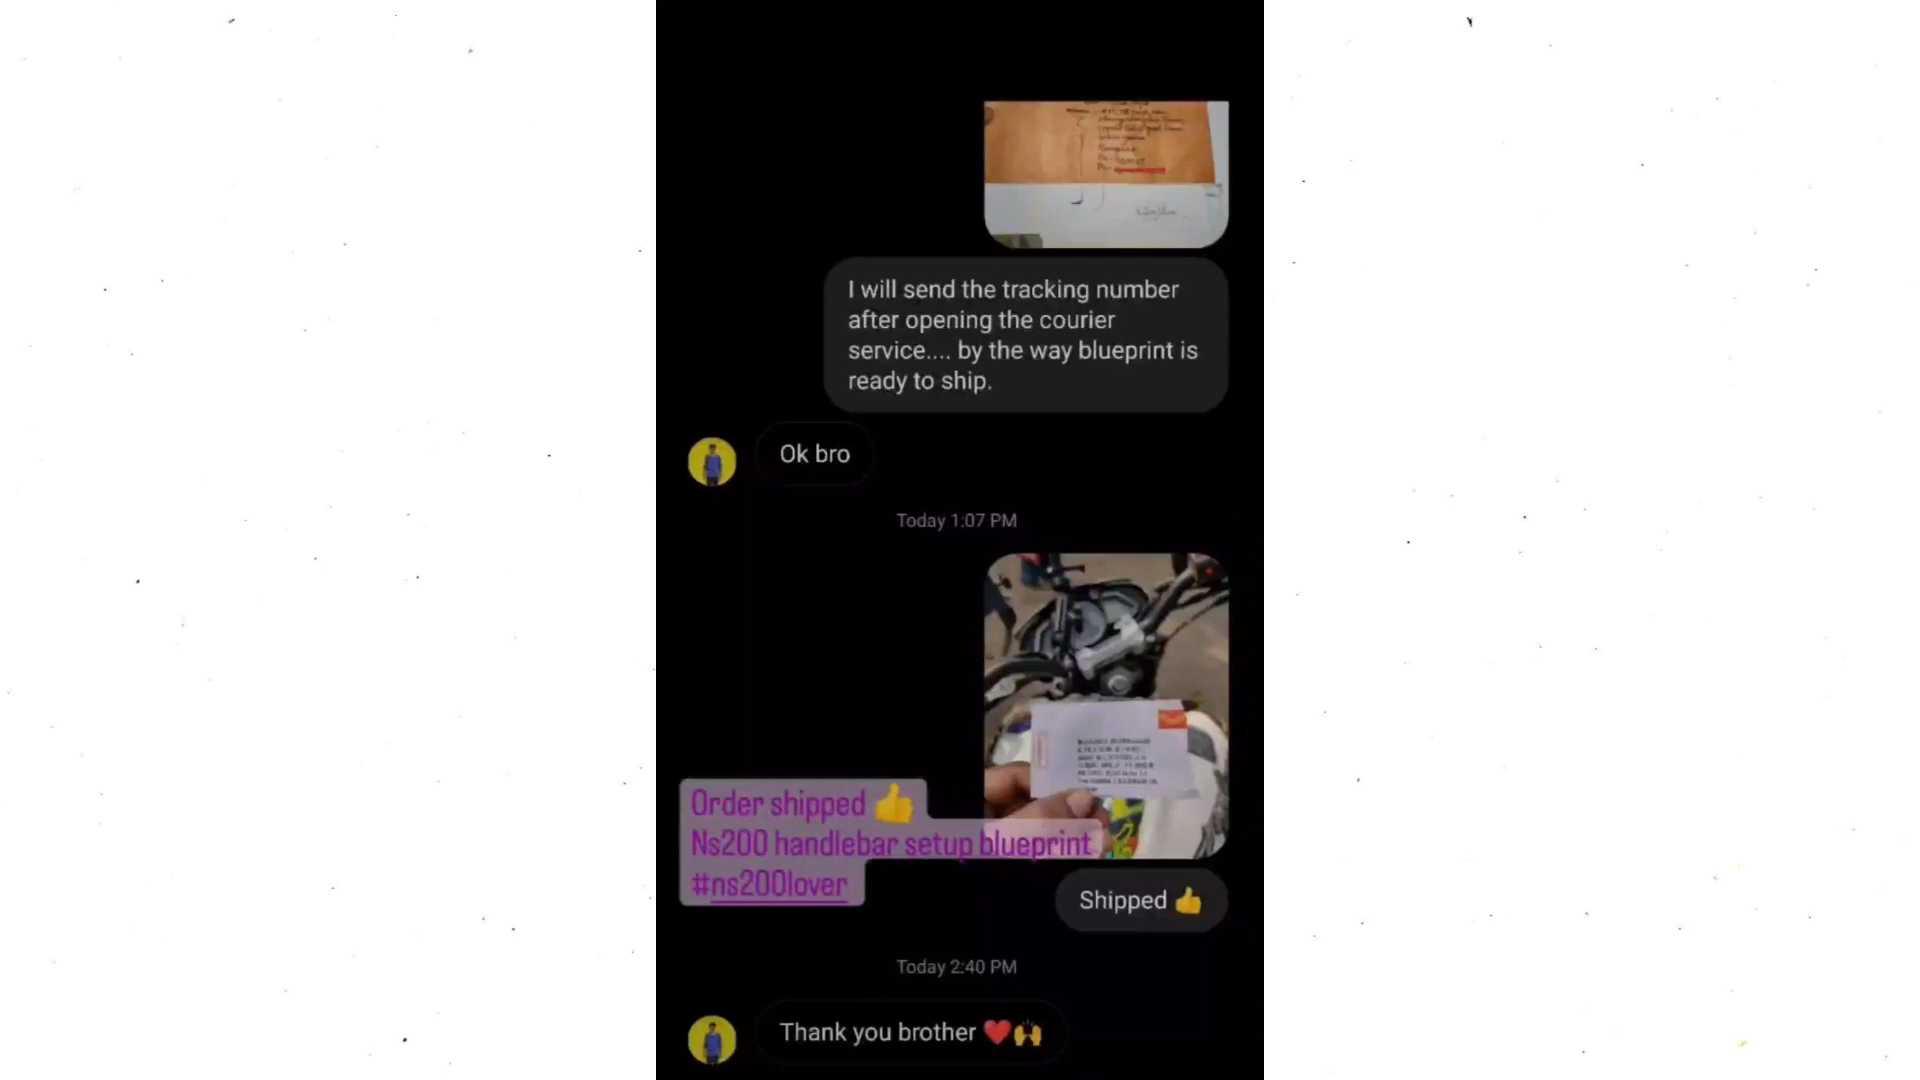 I will send the tracking number
after opening the courier
service.... by the way blueprint is
ready to ship.
Ok bro
Today 1:07 PM
Order shipped 👍
Ns200 handlebar setup blueprint
#ns200lover
Shipped 👍
Today 2:40 PM
Thank you brother ❤️🙌